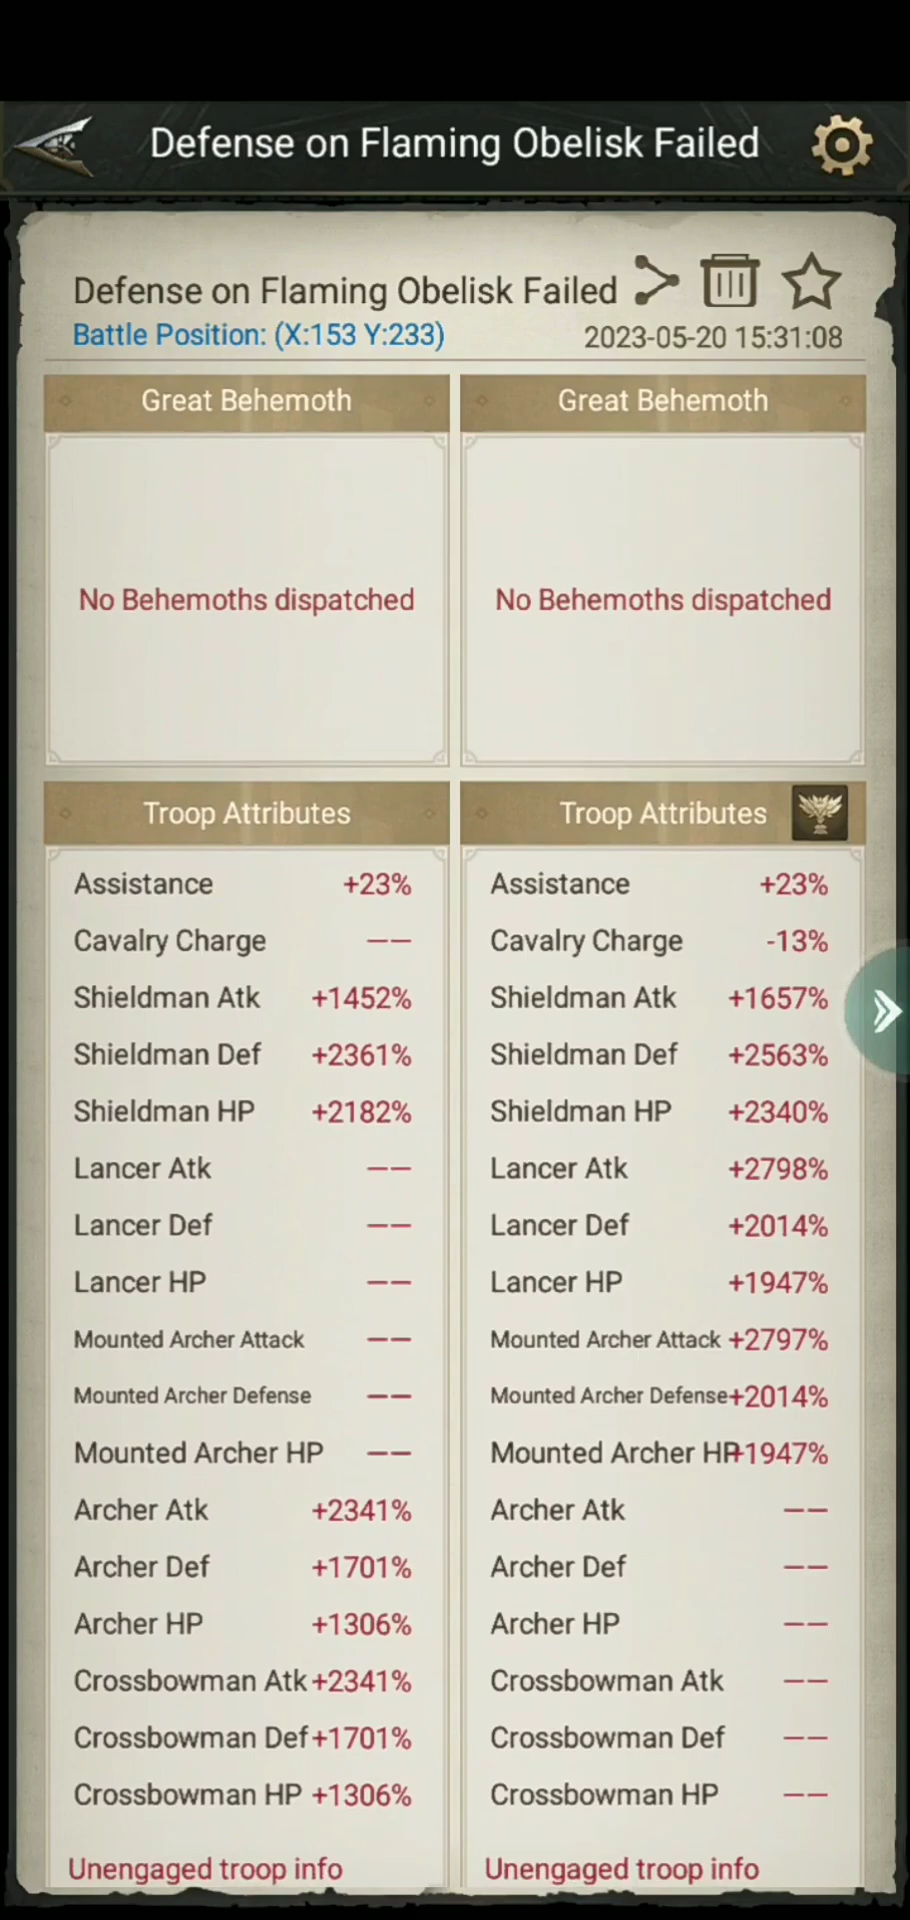 Defense on Flaming Obelisk Failed
Defense on Flaming Obelisk Failed
Battle Position: (X:153 Y:233) 2023-05-20 15:31:08
Great Behemoth Great Behemoth
No Behemoths dispatched No Behemoths dispatched
Troop Attributes Troop Attributes
Assistance +23% Assistance +23%
Cavalry Charge -- Cavalry Charge -13%
Shieldman Atk +1452% Shieldman Atk +1657%
Shieldman Def +2361% Shieldman Def +2563%
Shieldman HP +2182% Shieldman HP +2340%
Lancer Atk -- Lancer Atk +2798%
Lancer Def -- Lancer Def +2014%
Lancer HP -- Lancer HP +1947%
Mounted Archer Attack -- Mounted Archer Attack +2797%
Mounted Archer Defense -- Mounted Archer Defense +2014%
Mounted Archer HP -- Mounted Archer HP +1947%
Archer Atk +2341% Archer Atk --
Archer Def +1701% Archer Def --
Archer HP +1306% Archer HP --
Crossbowman Atk +2341% Crossbowman Atk --
Crossbowman Def +1701% Crossbowman Def --
Crossbowman HP +1306% Crossbowman HP --
Unengaged troop info Unengaged troop info